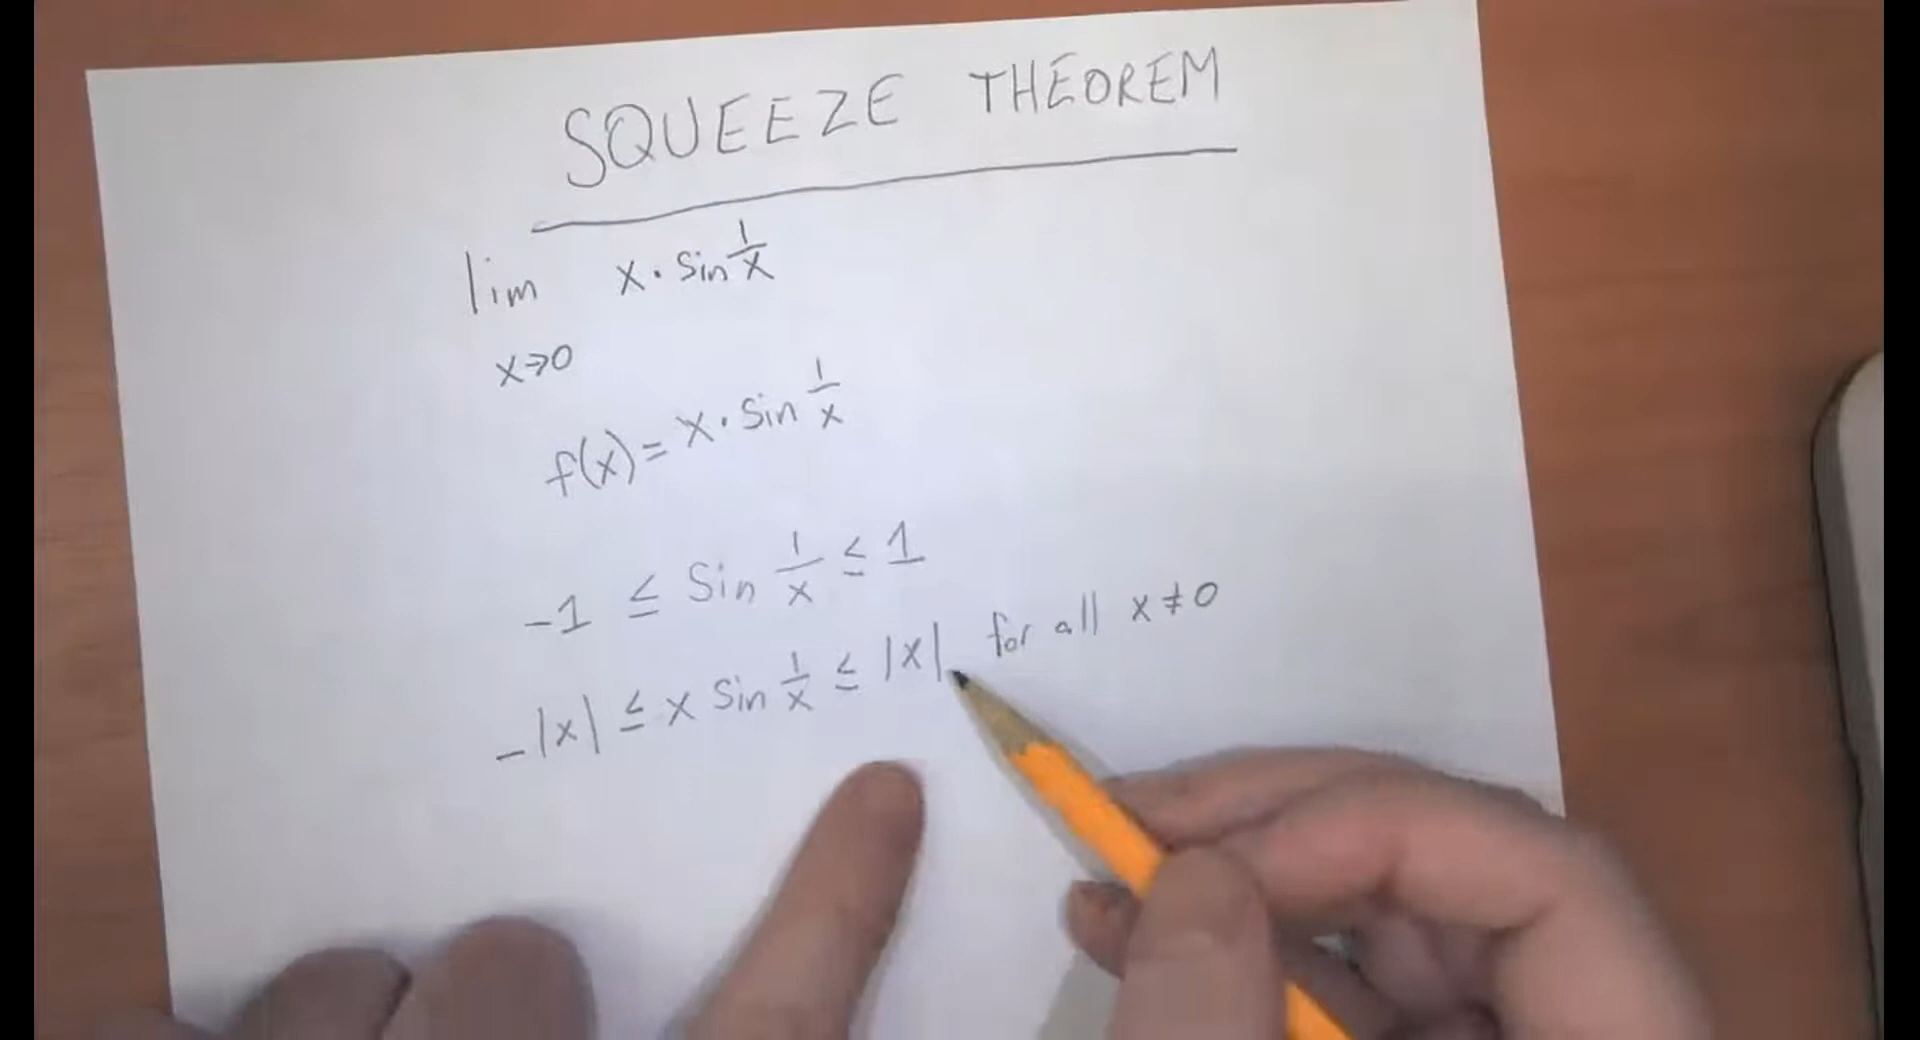 SQUEEZE THEOREM
lim x · sin 1/x
x→0
f(x) = x · sin 1/x
-1 ≤ sin 1/x ≤ 1
-|x| ≤ x sin 1/x ≤ |x| for all x ≠ 0